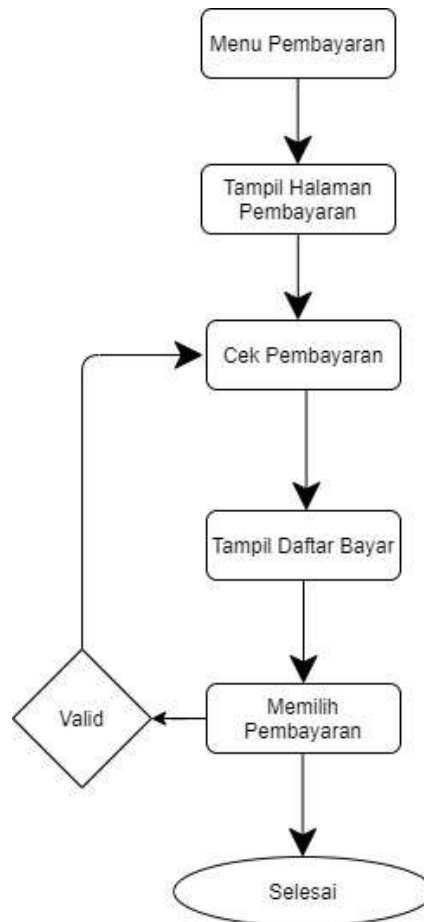 Menu Pembayaran
Tampil Halaman
Pembayaran
Cek Pembayaran
Tampil Daftar Bayar
Valid
Memilih
Pembayaran
Selesai